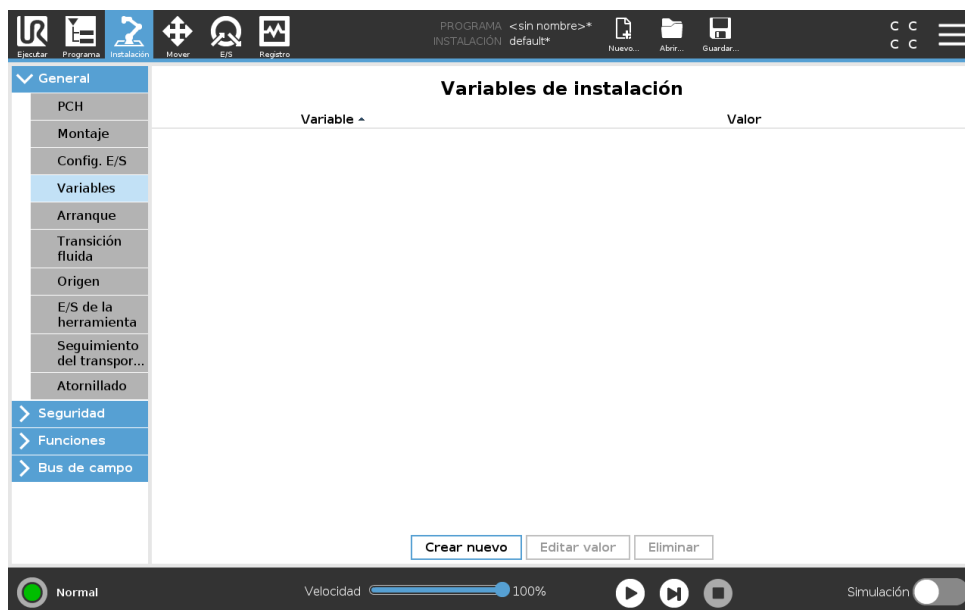 PROGRAMA <sin nombre>*
INSTALACIÓN default*
C C
C C
Ejecutar Programa Instalación Mover E/S Registro Nuevo... Abrir... Guardar...
General
PCH
Montaje
Config. E/S
Variables
Arranque
Transición
fluida
Origen
E/S de la
herramienta
Seguimiento
del transpor...
Atornillado
Seguridad
Funciones
Bus de campo
Variables de instalación
Variable Valor
Crear nuevo Editar valor Eliminar
Normal Velocidad 100% Simulación